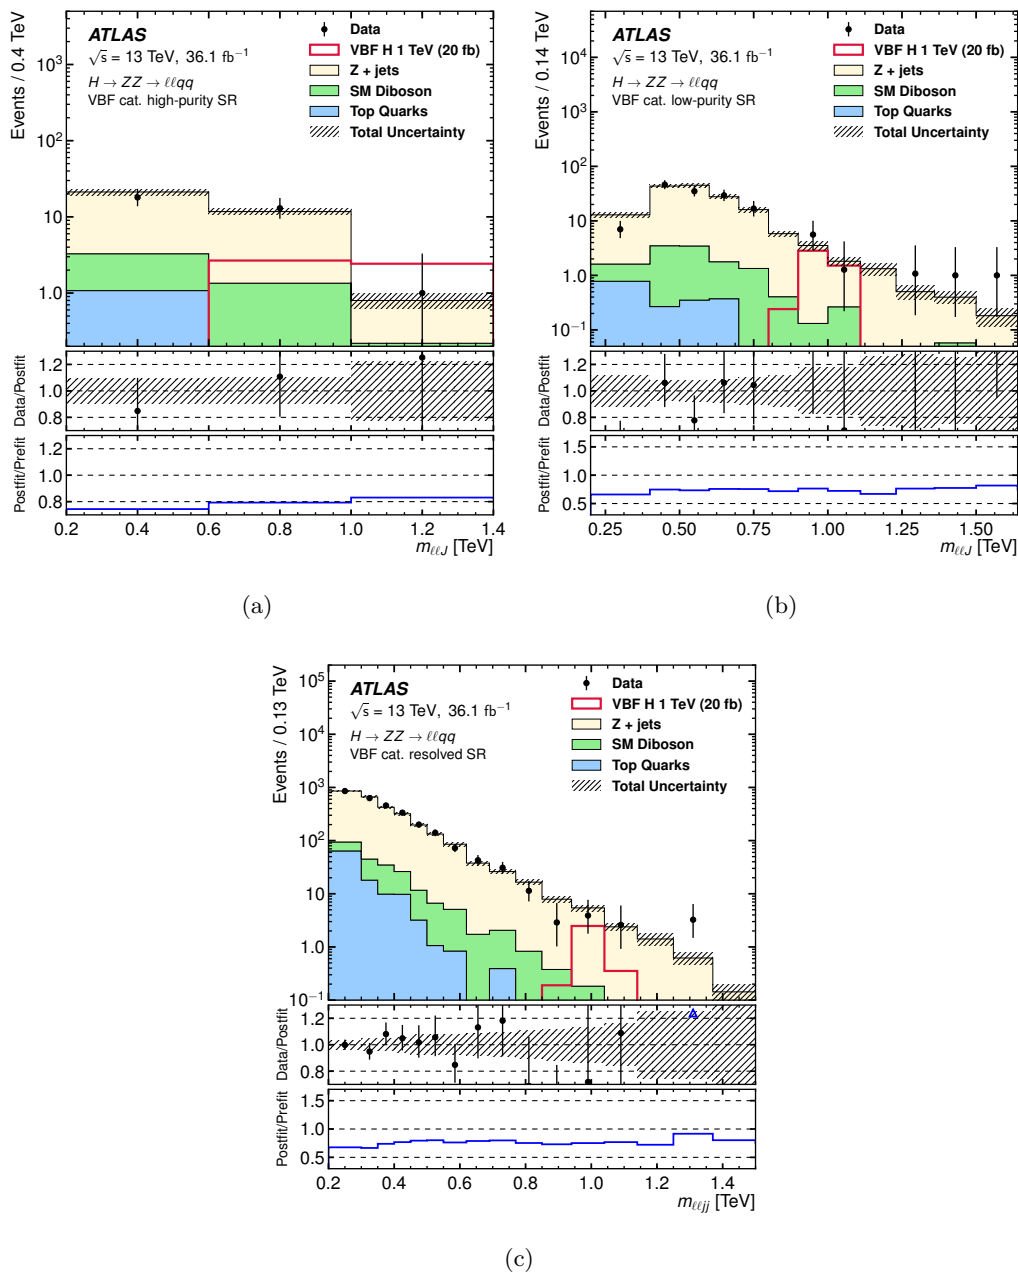 ATLAS
√s = 13 TeV, 36.1 fb⁻¹
H → ZZ → ℓℓqq
VBF cat. high-purity SR
Data
VBF H 1 TeV (20 fb)
Z + jets
SM Diboson
Top Quarks
Total Uncertainty
Events / 0.4 TeV
10³
10²
10
1.0
Data/Postfit
1.2
1.0
0.8
Postfit/Prefit
1.2
1.0
0.8
0.2 0.4 0.6 0.8 1.0 1.2 1.4
m_ℓℓJ [TeV]
(a)
ATLAS
√s = 13 TeV, 36.1 fb⁻¹
H → ZZ → ℓℓqq
VBF cat. low-purity SR
Data
VBF H 1 TeV (20 fb)
Z + jets
SM Diboson
Top Quarks
Total Uncertainty
Events / 0.14 TeV
10⁴
10³
10²
10
1.0
10⁻¹
Data/Postfit
1.2
1.0
0.8
Postfit/Prefit
1.5
1.0
0.5
0.25 0.50 0.75 1.00 1.25 1.50
m_ℓℓJ [TeV]
(b)
ATLAS
√s = 13 TeV, 36.1 fb⁻¹
H → ZZ → ℓℓqq
VBF cat. resolved SR
Data
VBF H 1 TeV (20 fb)
Z + jets
SM Diboson
Top Quarks
Total Uncertainty
Events / 0.13 TeV
10⁵
10⁴
10³
10²
10
1.0
10⁻¹
Data/Postfit
1.2
1.0
0.8
Postfit/Prefit
1.5
1.0
0.5
0.2 0.4 0.6 0.8 1.0 1.2 1.4
m_ℓℓjj [TeV]
(c)